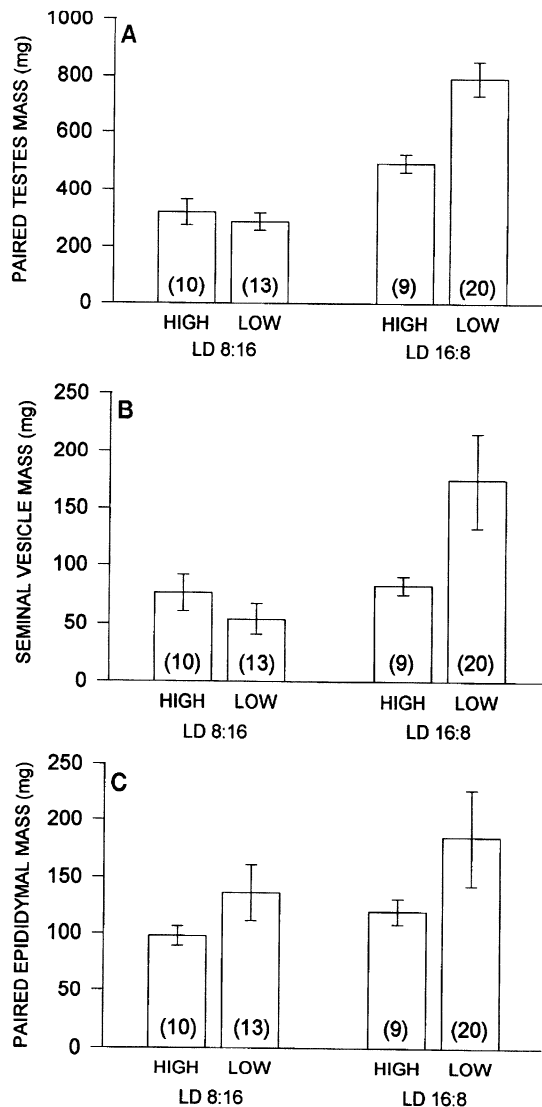 A
PAIRED TESTES MASS (mg)
1000
800
600
400
200
0
(10) (13) (9) (20)
HIGH LOW HIGH LOW
LD 8:16 LD 16:8
B
SEMINAL VESICLE MASS (mg)
250
200
150
100
50
0
(10) (13) (9) (20)
HIGH LOW HIGH LOW
LD 8:16 LD 16:8
C
PAIRED EPIDIDYMAL MASS (mg)
250
200
150
100
50
0
(10) (13) (9) (20)
HIGH LOW HIGH LOW
LD 8:16 LD 16:8